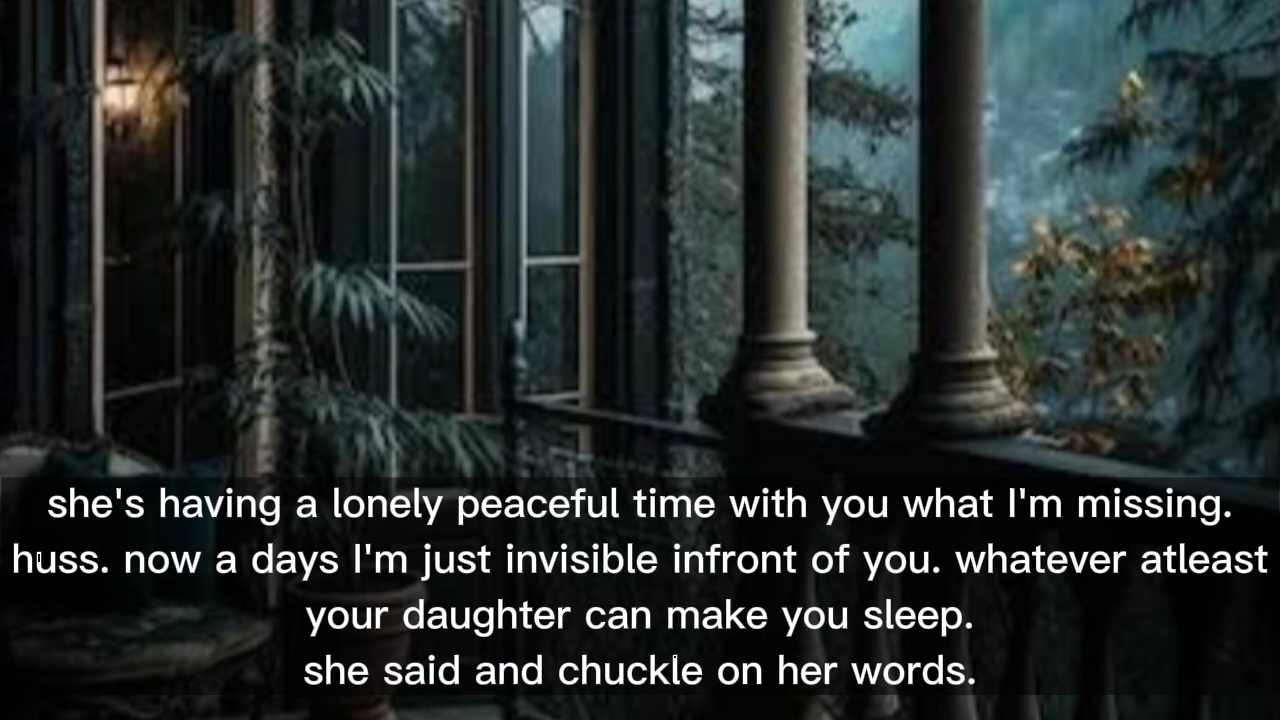 she's having a lonely peaceful time with you what I'm missing.
huss. now a days I'm just invisible infront of you. whatever atleast
your daughter can make you sleep.
she said and chuckle on her words.